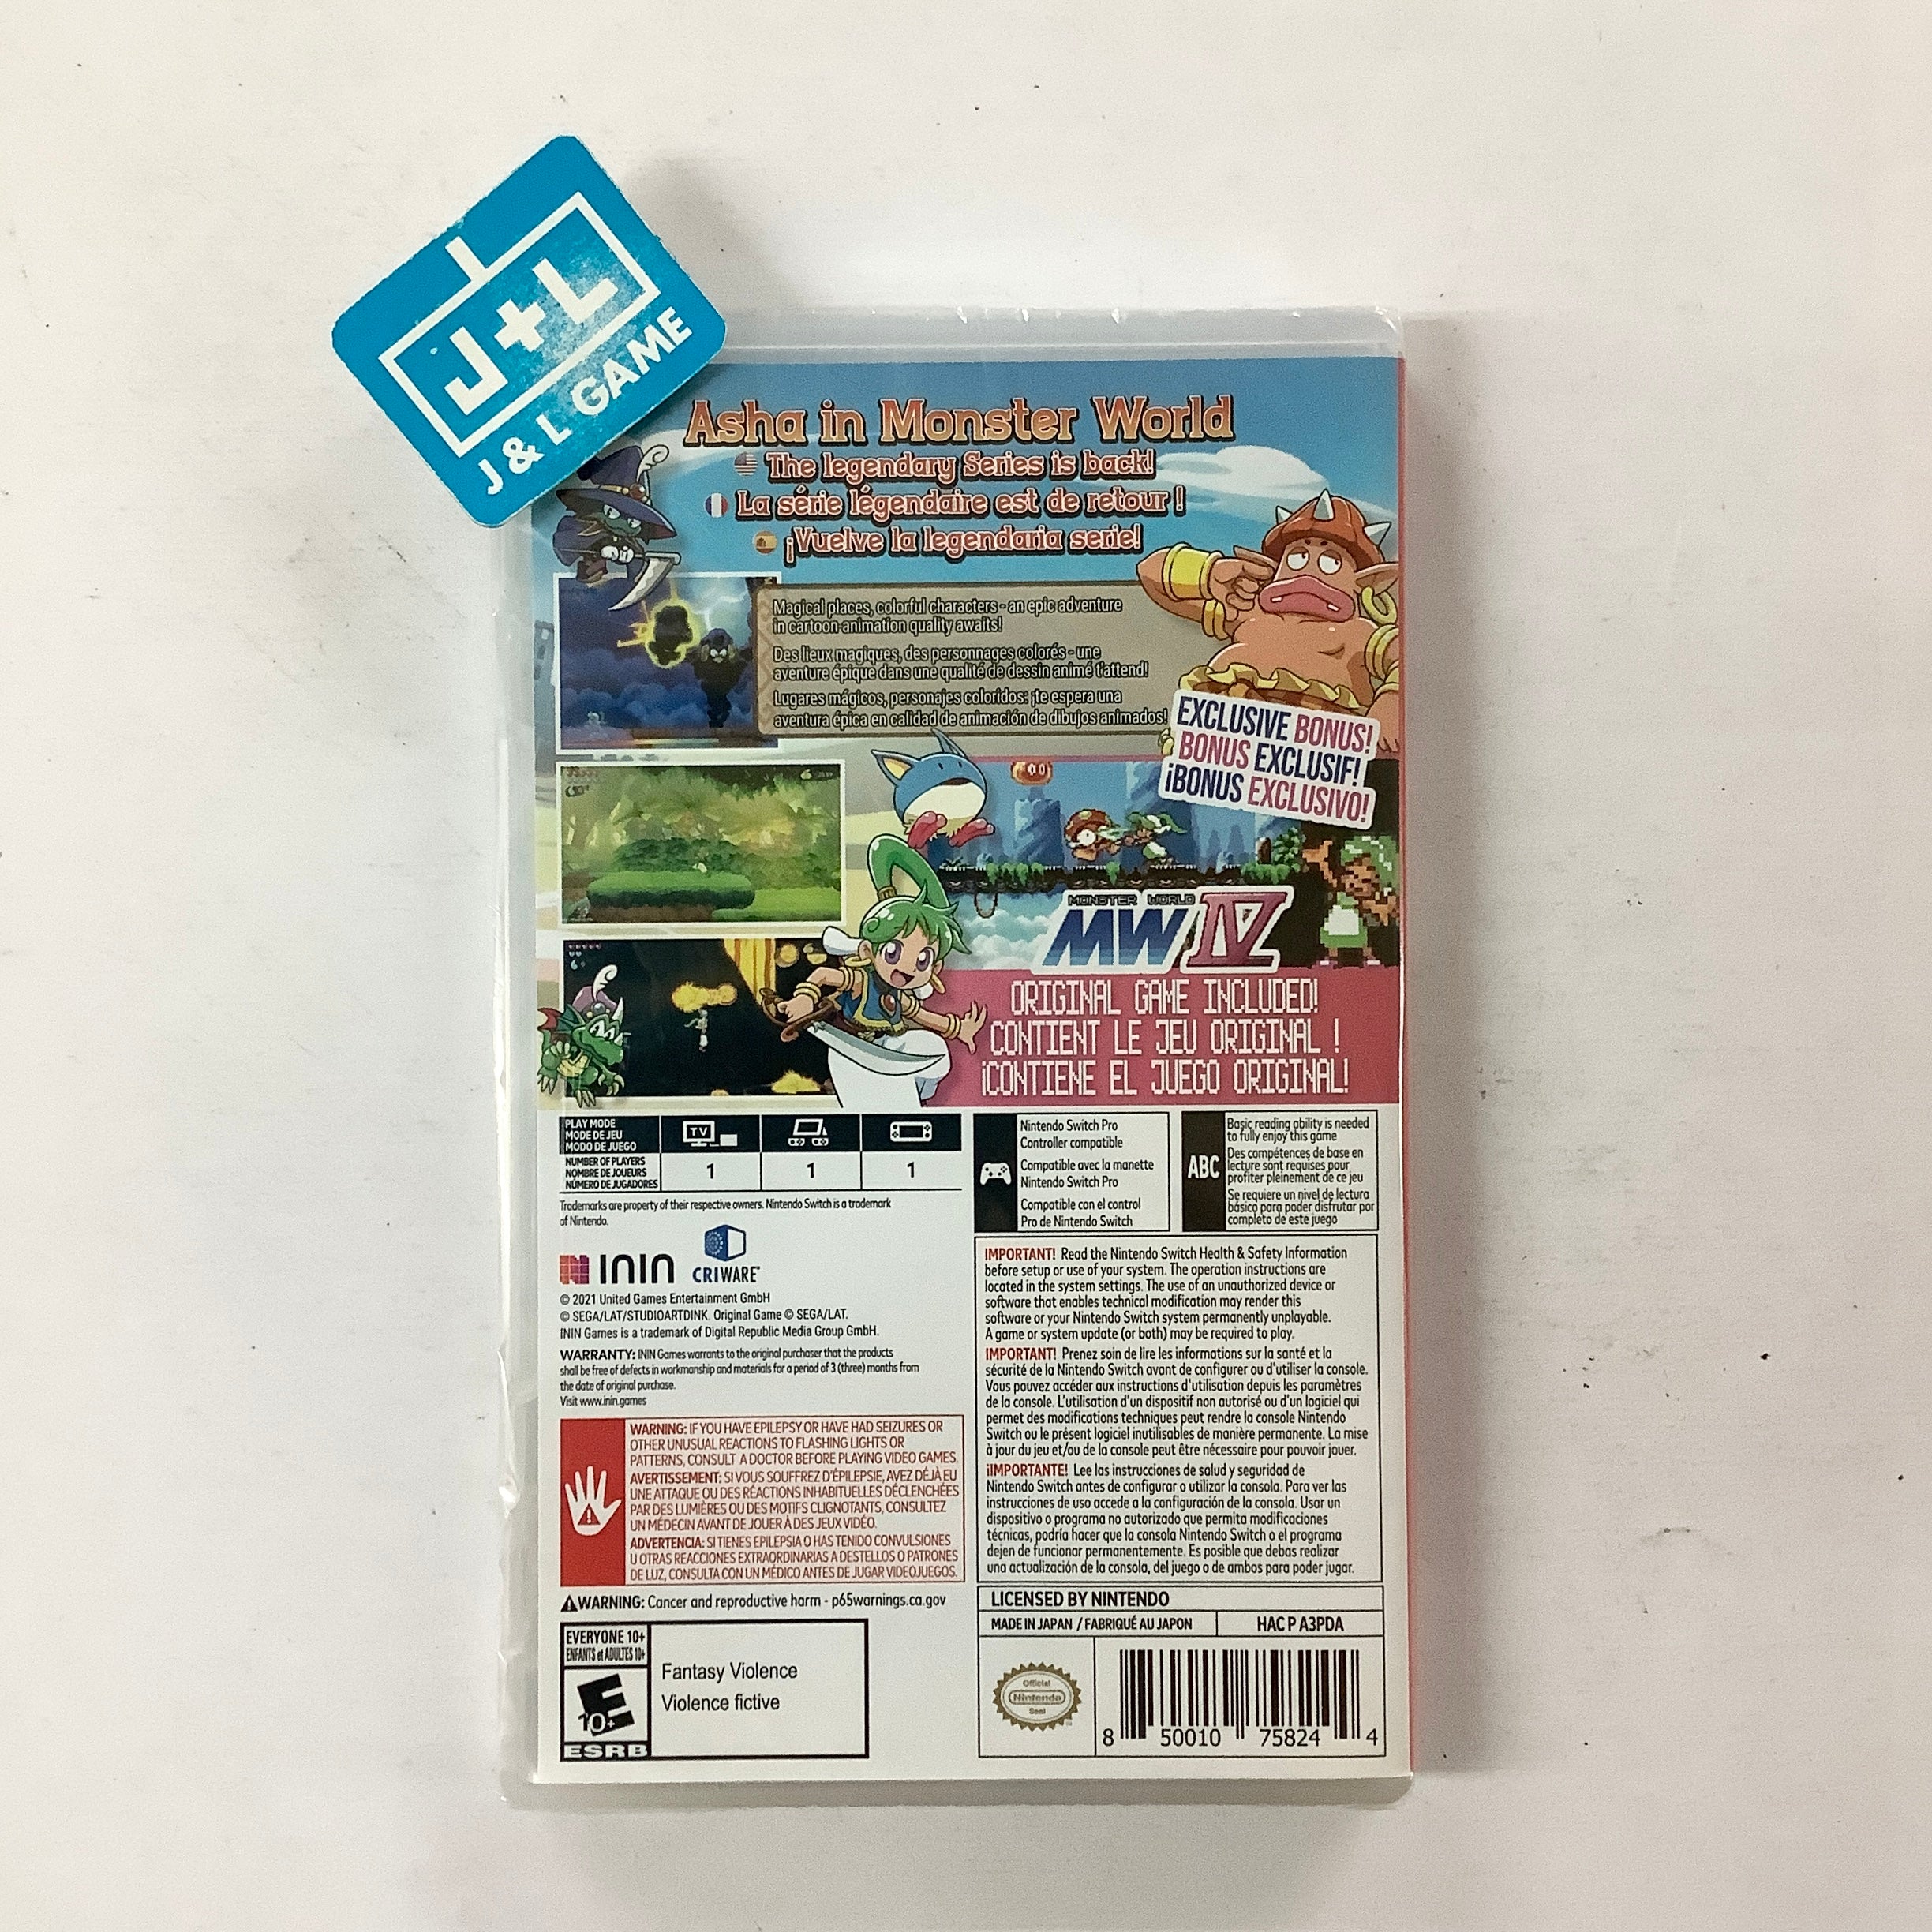 J+L
J & L GAME
Asha in Monster World
The legendary Series is back!
La série légendaire est de retour !
¡Vuelve la legendaria serie!
Magical places, colorful characters - an epic adventure
in cartoon-animation quality awaits!
Des lieux magiques, des personnages colorés - une
aventure épique dans une qualité de dessin animé t'attend!
Lugares mágicos, personajes coloridos: ¡te espera una
aventura épica en calidad de animación de dibujos animados!
EXCLUSIVE BONUS!
BONUS EXCLUSIF!
¡BONUS EXCLUSIVO!
MONSTER WORLD
MW IV
ORIGINAL GAME INCLUDED!
CONTIENT LE JEU ORIGINAL !
¡CONTIENE EL JUEGO ORIGINAL!
PLAY MODE
MODE DE JEU
MODO DE JUEGO
TV
NUMBER OF PLAYERS
NOMBRE DE JOUEURS
NÚMERO DE JUGADORES
1 1 1
Nintendo Switch Pro
Controller compatible
Compatible avec la manette
Nintendo Switch Pro
Compatible con el control
Pro de Nintendo Switch
ABC
Basic reading ability is needed
to fully enjoy this game
Des compétences de base en
lecture sont requises pour
profiter pleinement de ce jeu
Se requiere un nivel de lectura
básico para poder disfrutar por
completo de este juego
Trademarks are property of their respective owners. Nintendo Switch is a trademark
of Nintendo.
ININ
CRIWARE™
© 2021 United Games Entertainment GmbH
© SEGA/LAT/STUDIOARTDINK. Original Game © SEGA/LAT.
ININ Games is a trademark of Digital Republic Media Group GmbH.
WARRANTY: ININ Games warrants to the original purchaser that the products
shall be free of defects in workmanship and materials for a period of 3 (three) months from
the date of original purchase.
Visit www.inin.games
WARNING: IF YOU HAVE EPILEPSY OR HAVE HAD SEIZURES OR
OTHER UNUSUAL REACTIONS TO FLASHING LIGHTS OR
PATTERNS, CONSULT A DOCTOR BEFORE PLAYING VIDEO GAMES.
AVERTISSEMENT: SI VOUS SOUFFREZ D'ÉPILEPSIE, AVEZ DÉJÀ EU
UNE ATTAQUE OU DES RÉACTIONS INHABITUELLES DÉCLENCHÉES
PAR DES LUMIÈRES OU DES MOTIFS CLIGNOTANTS, CONSULTEZ
UN MÉDECIN AVANT DE JOUER À DES JEUX VIDÉO.
ADVERTENCIA: SI TIENES EPILEPSIA O HAS TENIDO CONVULSIONES
U OTRAS REACCIONES EXTRAORDINARIAS A DESTELLOS O PATRONES
DE LUZ, CONSULTA CON UN MÉDICO ANTES DE JUGAR VIDEOJUEGOS.
WARNING: Cancer and reproductive harm - p65warnings.ca.gov
EVERYONE 10+
ENFANTS et ADULTES 10+
E
10+
ESRB
Fantasy Violence
Violence fictive
IMPORTANT! Read the Nintendo Switch Health & Safety Information
before setup or use of your system. The operation instructions are
located in the system settings. The use of an unauthorized device or
software that enables technical modification may render this
software or your Nintendo Switch system permanently unplayable.
A game or system update (or both) may be required to play.
IMPORTANT! Prenez soin de lire les informations sur la santé et la
sécurité de la Nintendo Switch avant de configurer ou d'utiliser la console.
Vous pouvez accéder aux instructions d'utilisation depuis les paramètres
de la console. L'utilisation d'un dispositif non autorisé ou d'un logiciel qui
permet des modifications techniques peut rendre la console Nintendo
Switch ou le présent logiciel inutilisables de manière permanente. La mise
à jour du jeu et/ou de la console peut être nécessaire pour pouvoir jouer.
¡IMPORTANTE! Lee las instrucciones de salud y seguridad de
Nintendo Switch antes de configurar o utilizar la consola. Para ver las
instrucciones de uso accede a la configuración de la consola. Usar un
dispositivo o programa no autorizado que permita modificaciones
técnicas, podría hacer que la consola Nintendo Switch o el programa
dejen de funcionar permanentemente. Es posible que debas realizar
una actualización de la consola, del juego o de ambos para poder jugar.
LICENSED BY NINTENDO
MADE IN JAPAN / FABRIQUÉ AU JAPON
HAC P A3PDA
Official
Nintendo
Seal
8 50010 75824 4